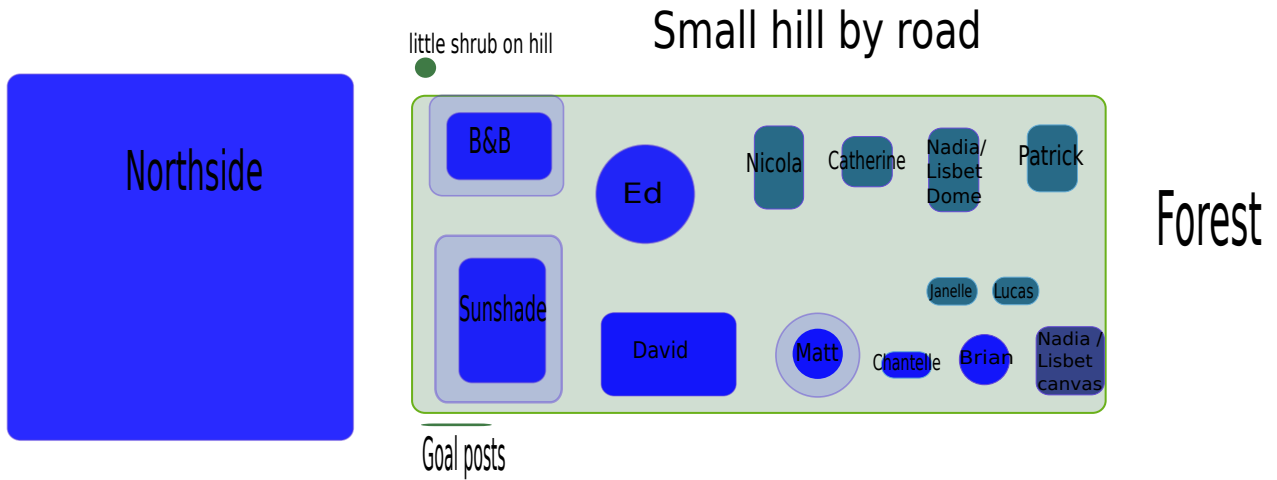 Small hill by road
little shrub on hill
Northside
B&B
Ed
Nicola
Catherine
Nadia/
Lisbet
Dome
Patrick
Forest
Sunshade
David
Matt
Chantelle
Brian
Janelle
Lucas
Nadia /
Lisbet
canvas
Goal posts